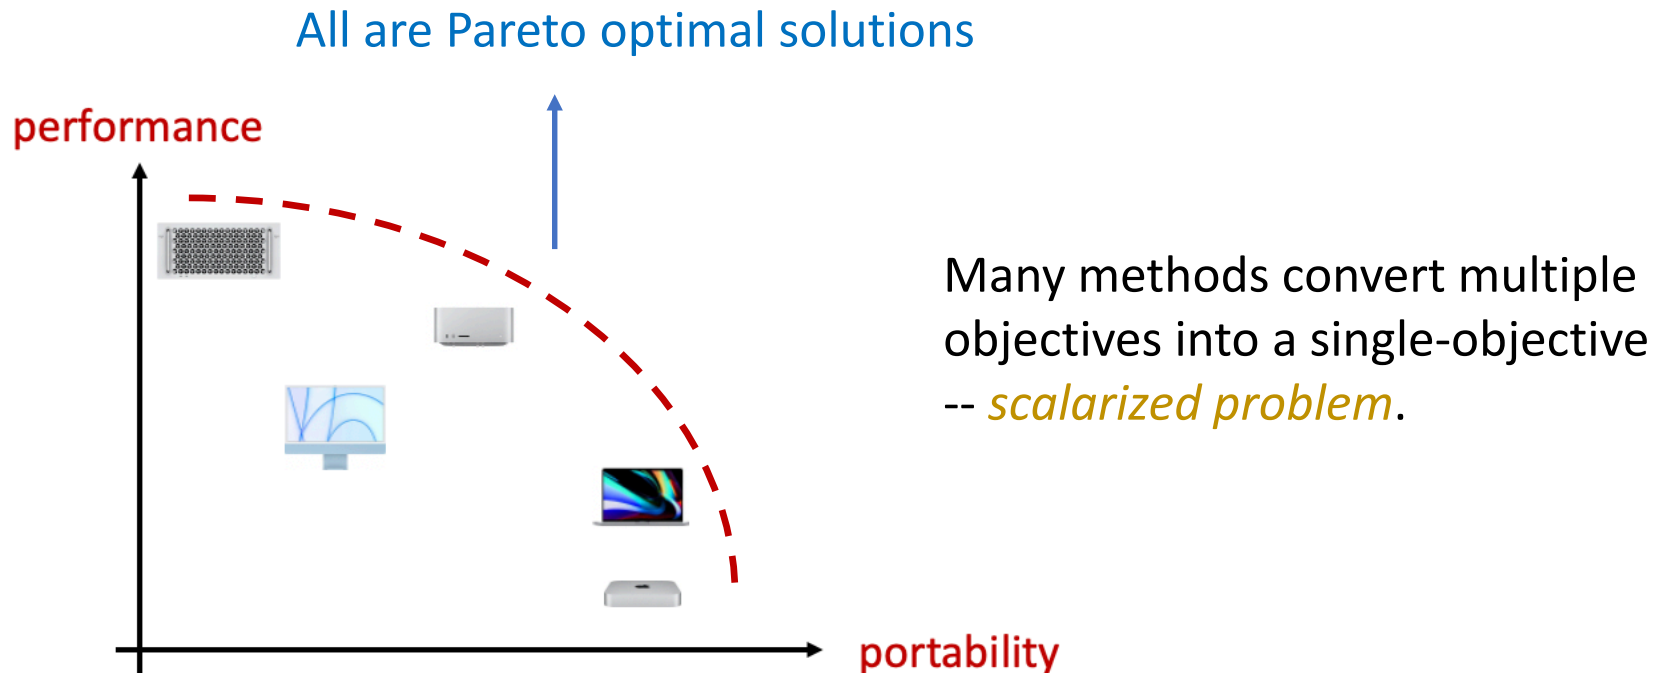 All are Pareto optimal solutions
performance
Many methods convert multiple
objectives into a single-objective
-- scalarized problem.
portability